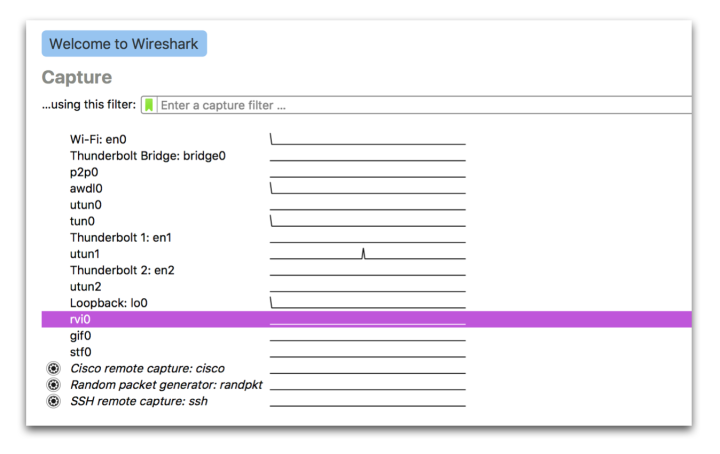 Welcome to Wireshark
Capture
...using this filter: Enter a capture filter ...
Wi-Fi: en0
Thunderbolt Bridge: bridge0
p2p0
awdl0
utun0
tun0
Thunderbolt 1: en1
utun1
Thunderbolt 2: en2
utun2
Loopback: lo0
rvi0
gif0
stf0
Cisco remote capture: cisco
Random packet generator: randpkt
SSH remote capture: ssh